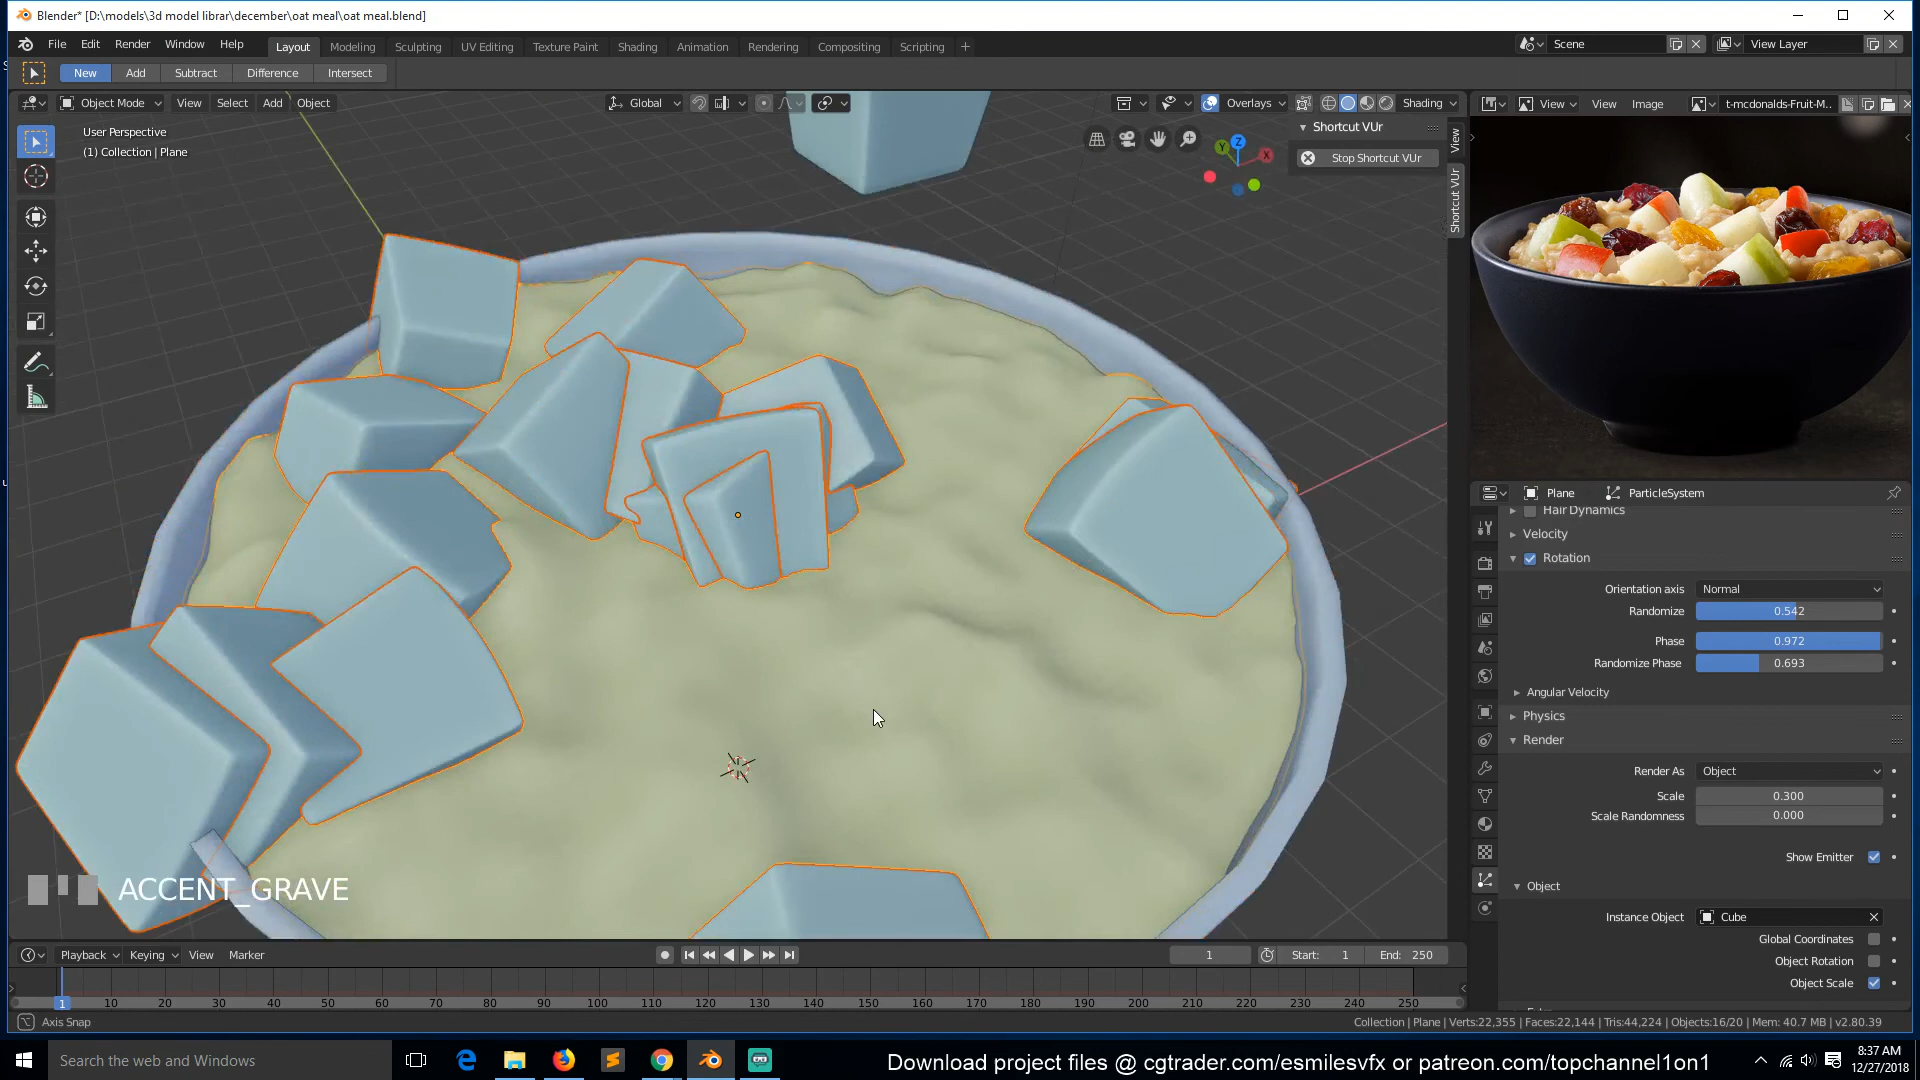 Blender* [D:\models\3d model librar\december\oat meal\oat meal.blend]
File Edit Render Window Help Layout Modeling Sculpting UV Editing Texture Paint Shading Animation Rendering Compositing Scripting + Scene View Layer
New Add Subtract Difference Intersect
Object Mode View Select Add Object Global Overlays Shading View View Image t-mcdonalds-Fruit-M..
User Perspective
(1) Collection | Plane
Shortcut VUr
Stop Shortcut VUr
View
Shortcut VUr
X
Y
Z
Plane ParticleSystem
Hair Dynamics
Velocity
Rotation
Orientation axis Normal
Randomize 0.542
Phase 0.972
Randomize Phase 0.693
Angular Velocity
Physics
Render
Render As Object
Scale 0.300
Scale Randomness 0.000
Show Emitter
Object
Instance Object Cube
Global Coordinates
Object Rotation
Object Scale
ACCENT_GRAVE
Playback Keying View Marker 1 Start: 1 End: 250
1 10 20 30 40 50 60 70 80 90 100 110 120 130 140 150 160 170 180 190 200 210 220 230 240 250
Axis Snap Collection | Plane | Verts:22,355 | Faces:22,144 | Tris:44,224 | Objects:16/20 | Mem: 40.7 MB | v2.80.39
Search the web and Windows
Download project files @ cgtrader.com/esmilesvfx or patreon.com/topchannel1on1
8:37 AM
12/27/2018